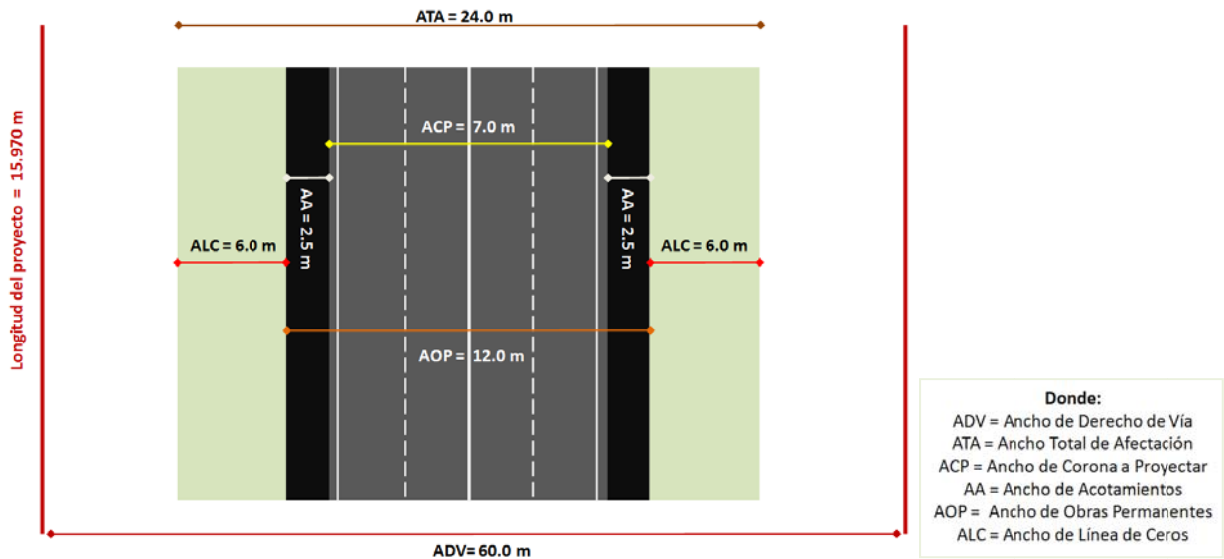 ATA = 24.0 m
Longitud del proyecto = 15.970 m
ACP = 7.0 m
AA = 2.5 m
AA = 2.5 m
ALC = 6.0 m
ALC = 6.0 m
AOP = 12.0 m
ADV = 60.0 m
Donde:
ADV = Ancho de Derecho de Vía
ATA = Ancho Total de Afectación
ACP = Ancho de Corona a Proyectar
AA = Ancho de Acotamientos
AOP = Ancho de Obras Permanentes
ALC = Ancho de Línea de Ceros